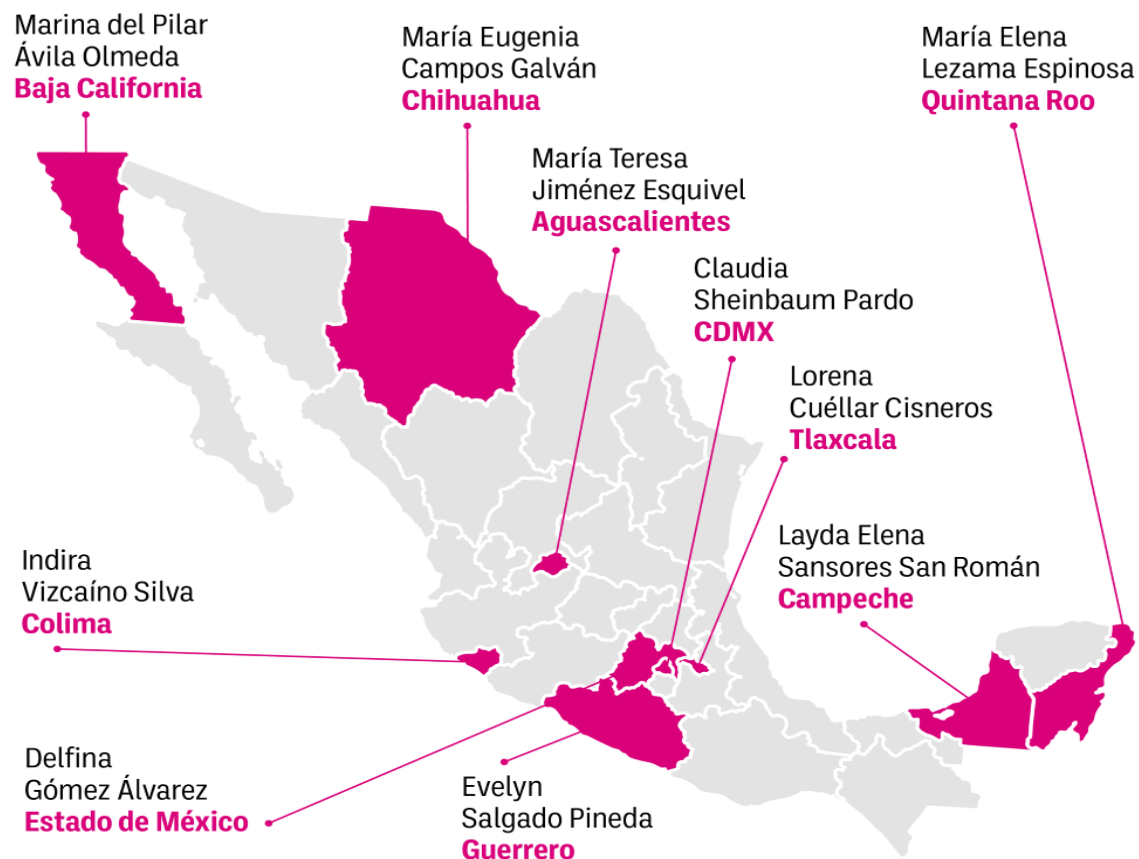 Marina del Pilar
Ávila Olmeda
Baja California
María Eugenia
Campos Galván
Chihuahua
María Elena
Lezama Espinosa
Quintana Roo
María Teresa
Jiménez Esquivel
Aguascalientes
Claudia
Sheinbaum Pardo
CDMX
Lorena
Cuéllar Cisneros
Tlaxcala
Indira
Vizcaíno Silva
Colima
Layda Elena
Sansores San Román
Campeche
Delfina
Gómez Álvarez
Estado de México
Evelyn
Salgado Pineda
Guerrero